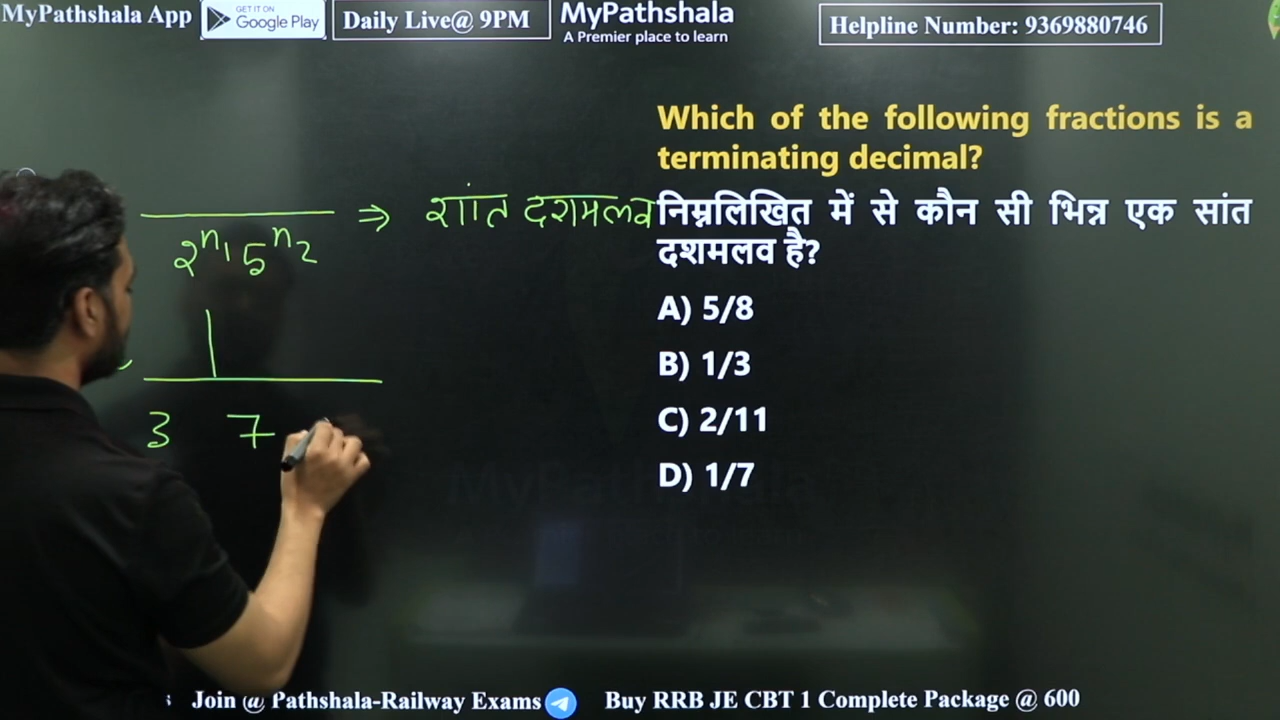 MyPathshala App
GET IT ON
Google Play
Daily Live@ 9PM
MyPathshala
A Premier place to learn
Helpline Number: 9369880746
Which of the following fractions is a
terminating decimal?
निम्नलिखित में से कौन सी भिन्न एक सांत
दशमलव है?
A) 5/8
B) 1/3
C) 2/11
D) 1/7
⇒ शांत दशमलव
2^n1 5^n2
1
3 7
MyPathshala
Join @ Pathshala-Railway Exams
Buy RRB JE CBT 1 Complete Package @ 600